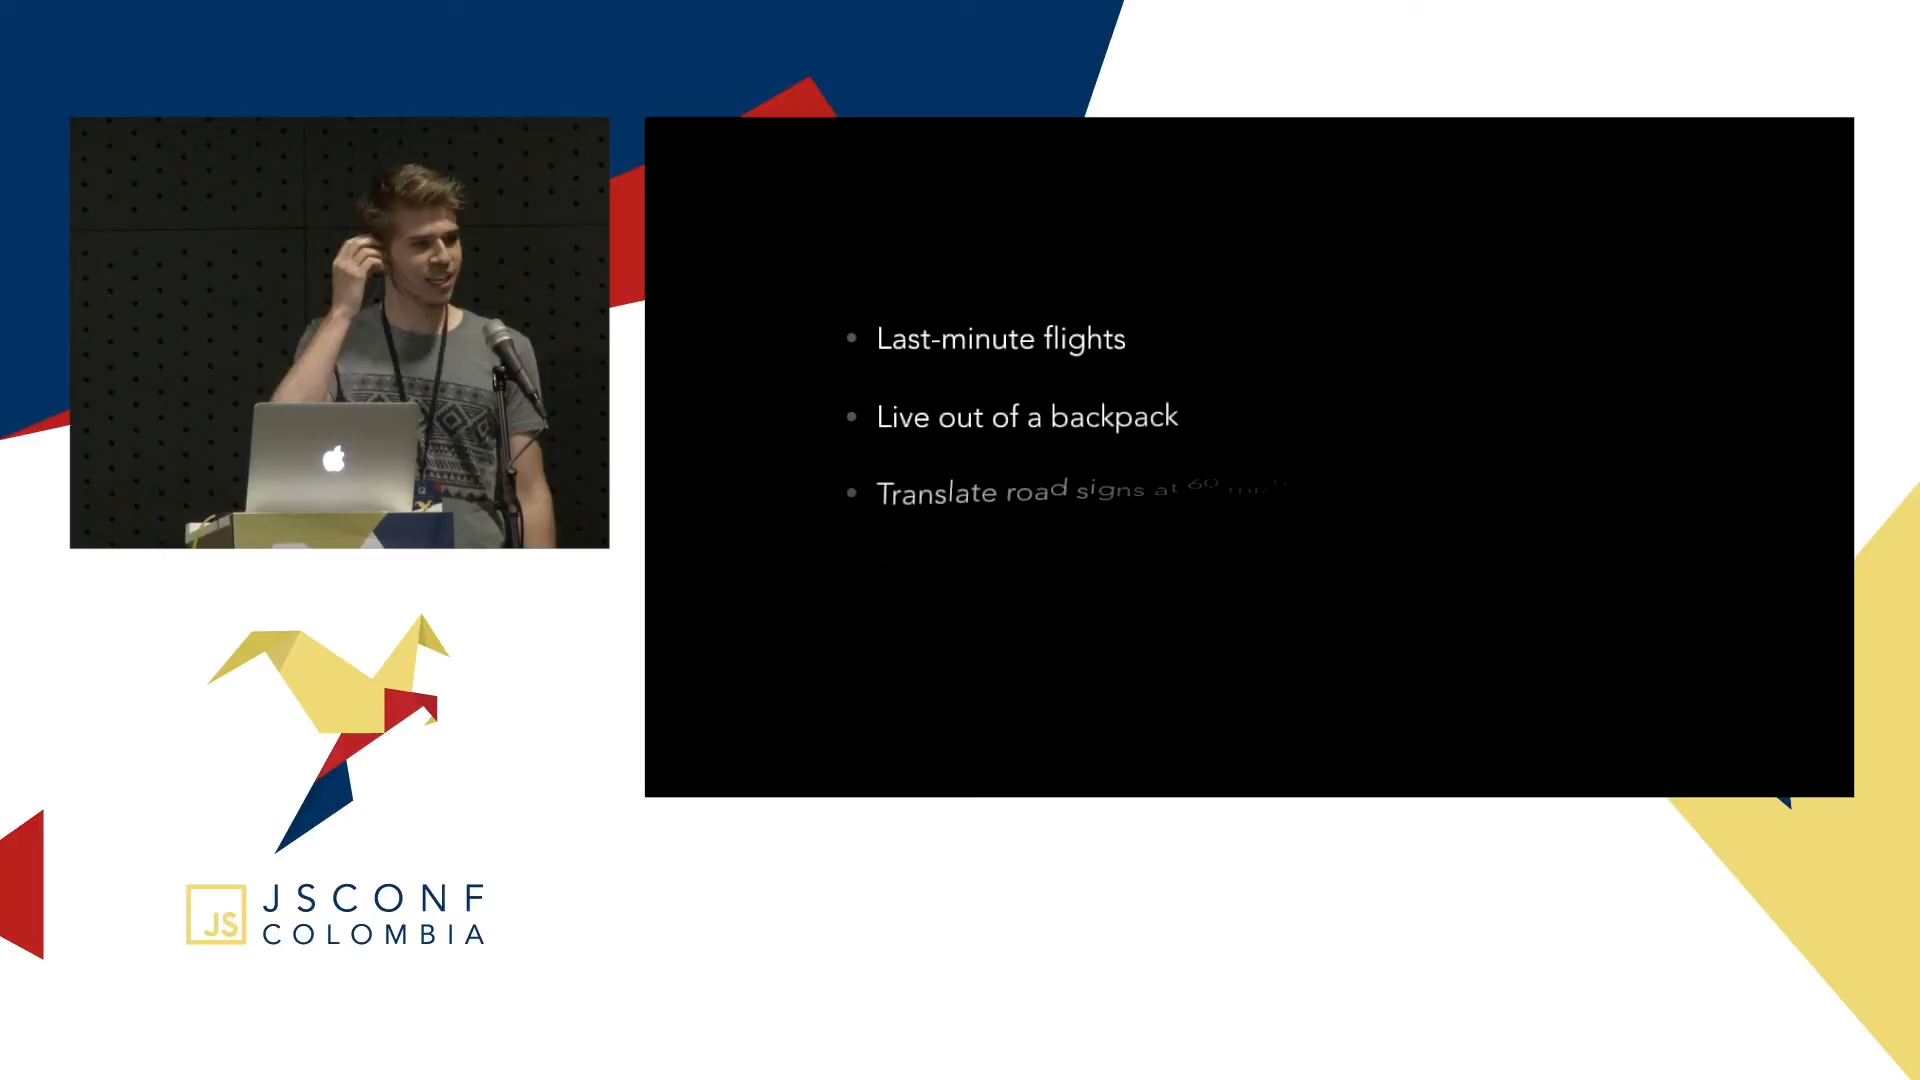 Last-minute flights
Live out of a backpack
Translate road signs at 60
JS
JSCONF
COLOMBIA